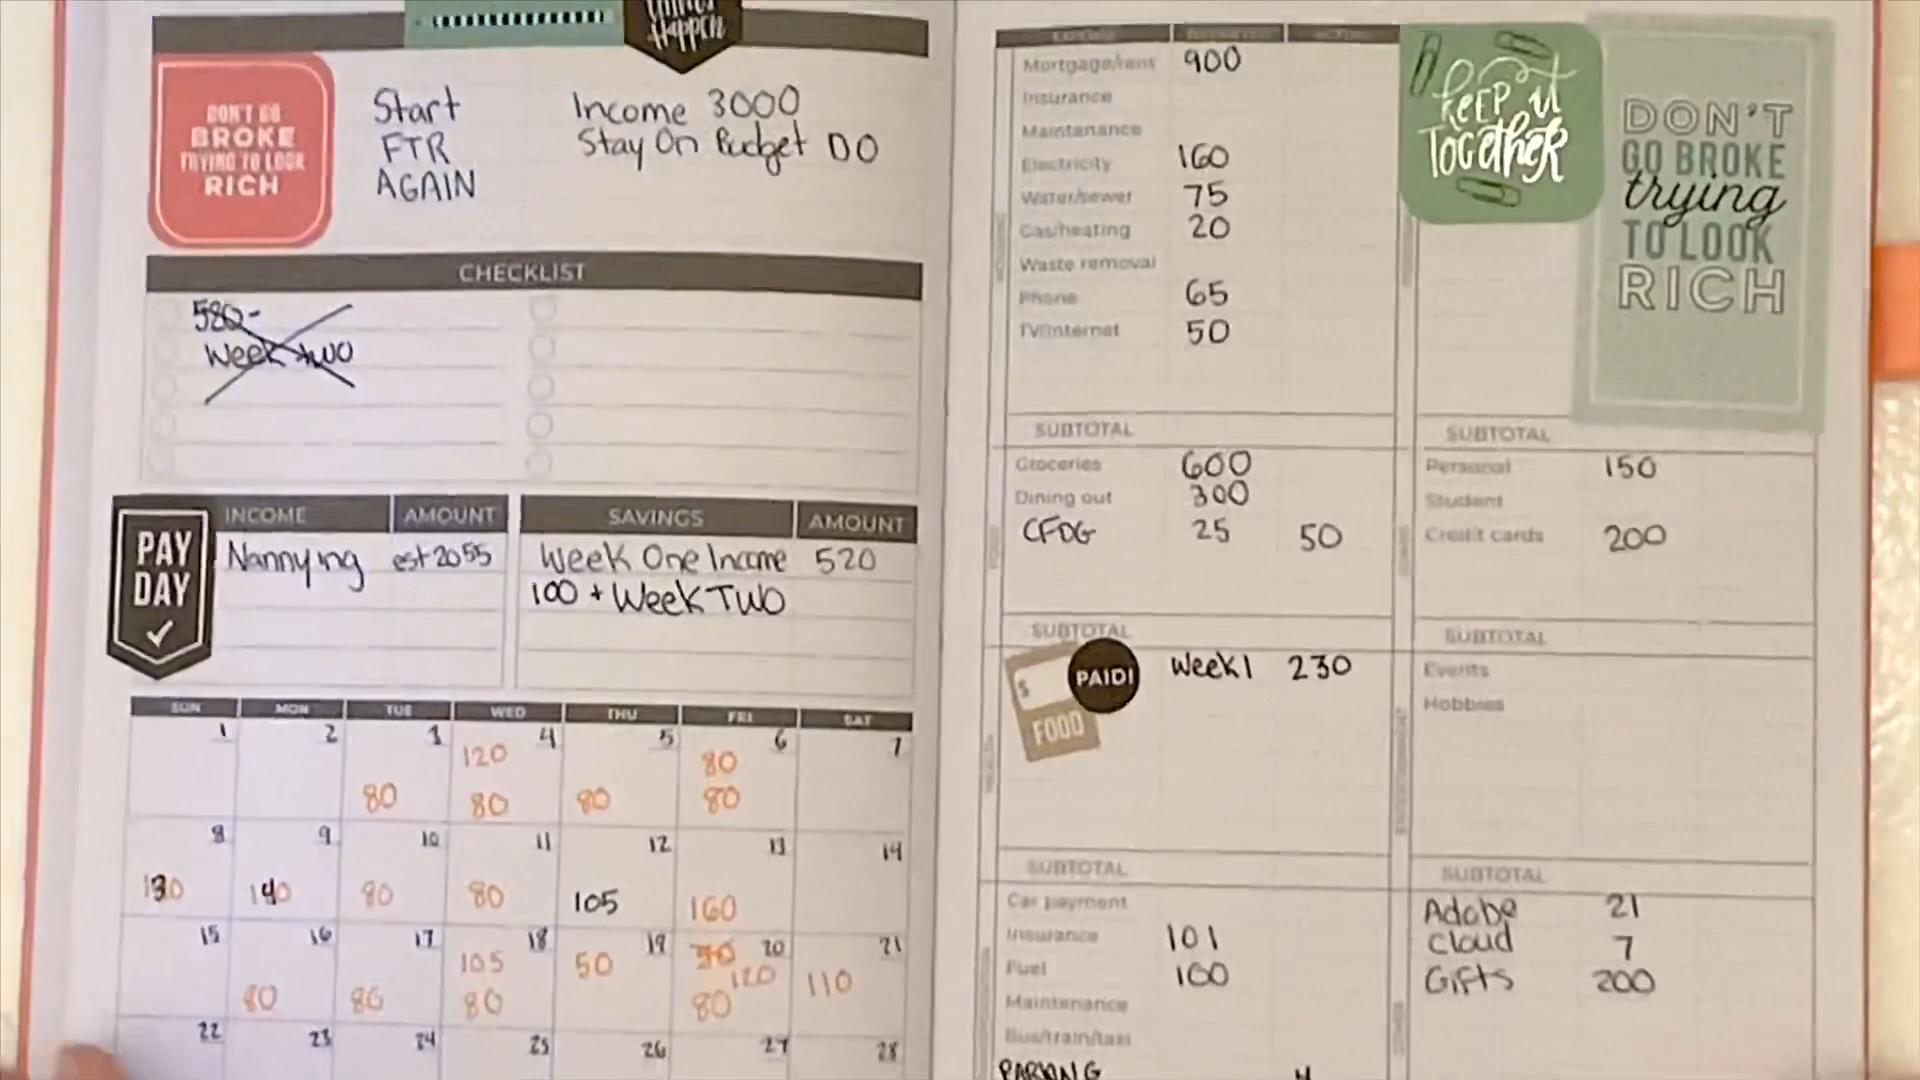 Things
Happen
DON'T GO
BROKE
TRYING TO LOOK
RICH
Start
FTR
AGAIN
Income 3000
Stay On Budget DO
CHECKLIST
580-
Week two
PAY
DAY
INCOME AMOUNT
Nannying est 2055
SAVINGS AMOUNT
Week One Income 520
100 + Week TWO
SUN MON TUE WED THU FRI SAT
1 2 3 4 5 6 7
120 80
80 80 80 80
8 9 10 11 12 13 14
130 140 80 80 105 160
15 16 17 18 19 20 21
105 50 120 110
80 80 80 80
22 23 24 25 26 27 28
Mortgage/rent 900
Insurance
Maintenance
Electricity 160
Water/sewer 75
Gas/heating 20
Waste removal
Phone 65
TV/Internet 50
SUBTOTAL
Groceries 600
Dining out 300
CFDG 25 50
SUBTOTAL
$
FOOD
PAID!
Week 1 230
SUBTOTAL
Car payment
Insurance 101
Fuel 100
Maintenance
Bus/train/taxi
PARKING 4
KEEP it
TOGETHER
DON'T
GO BROKE
trying
TO LOOK
RICH
SUBTOTAL
Personal 150
Student
Credit cards 200
SUBTOTAL
Events
Hobbies
SUBTOTAL
Adobe 21
Cloud 7
Gifts 200